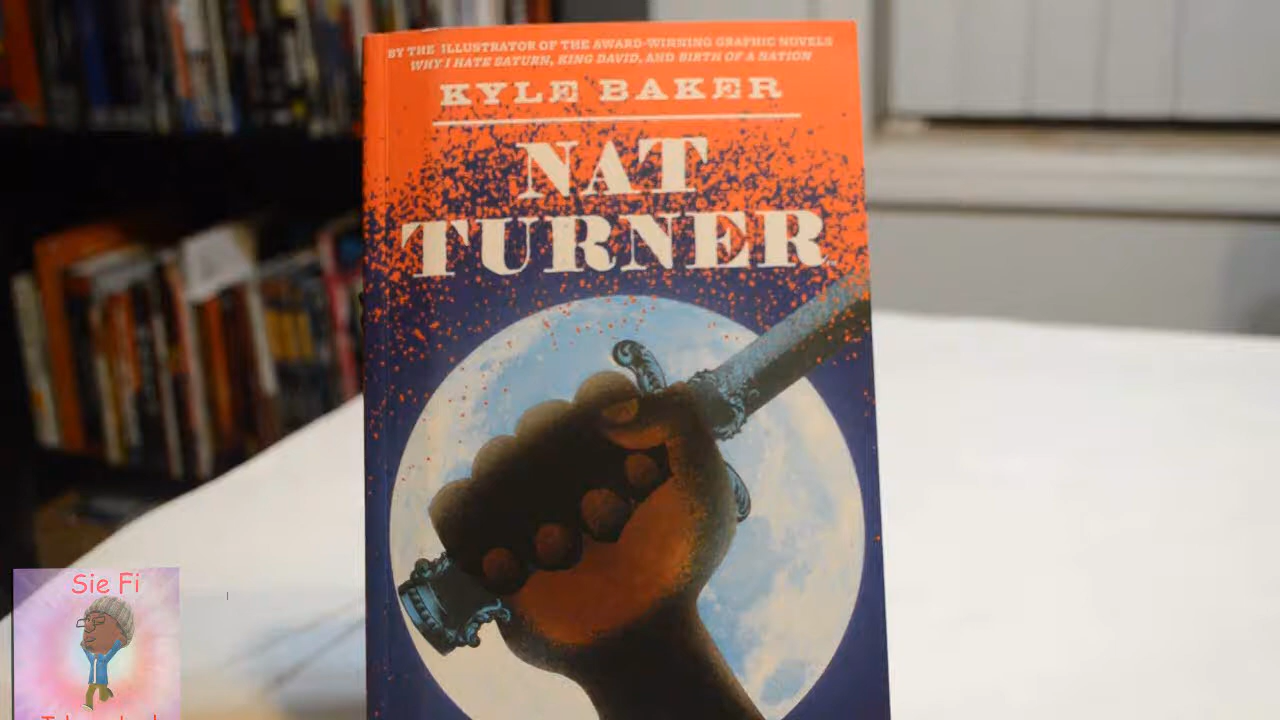 BY THE ILLUSTRATOR OF THE AWARD-WINNING GRAPHIC NOVELS
WHY I HATE SATURN, KING DAVID, AND BIRTH OF A NATION
KYLE BAKER
NAT
TURNER
Sie Fi